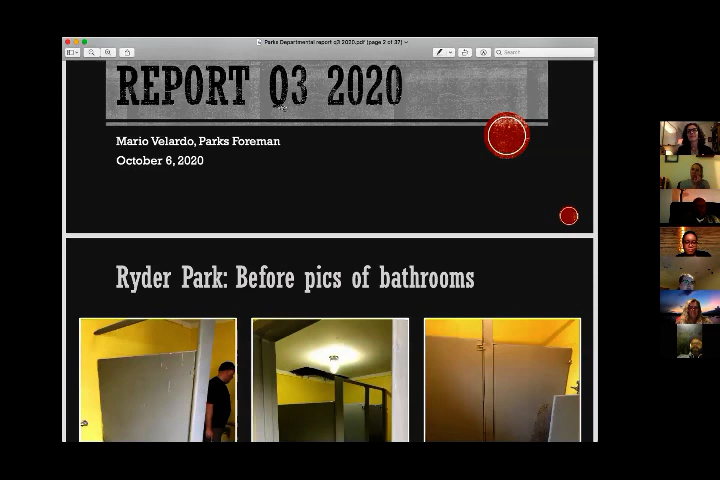 Parks Departmental report q3 2020.pdf (page 2 of 37)
Search
REPORT Q3 2020
Mario Velardo, Parks Foreman
October 6, 2020
Ryder Park: Before pics of bathrooms